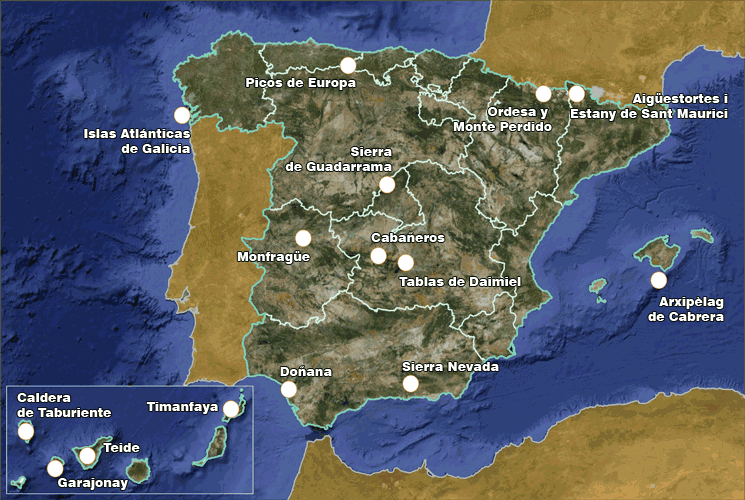 Picos de Europa
Ordesa y
Monte Perdido
Aigüestortes i
Estany de Sant Maurici
Islas Atlánticas
de Galicia
Sierra
de Guadarrama
Monfragüe
Cabañeros
Tablas de Daimiel
Arxipèlag
de Cabrera
Doñana
Sierra Nevada
Caldera
de Taburiente
Timanfaya
Teide
Garajonay